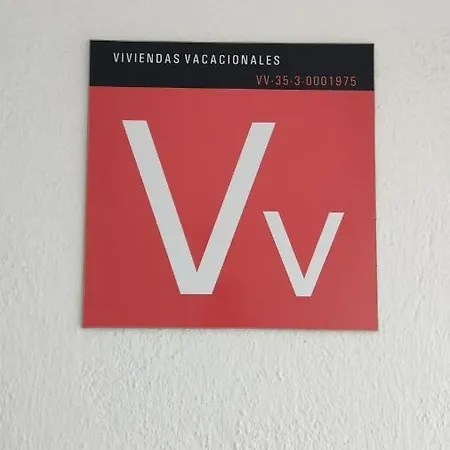 VIVIENDAS VACACIONALES
VV-35-3-0001975
Vv